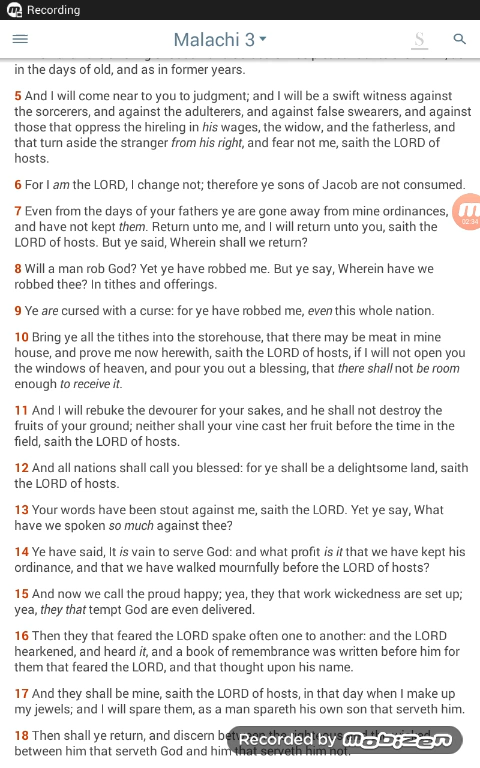 Recording
Malachi 3
S
in the days of old, and as in former years.
5 And I will come near to you to judgment; and I will be a swift witness against
the sorcerers, and against the adulterers, and against false swearers, and against
those that oppress the hireling in his wages, the widow, and the fatherless, and
that turn aside the stranger from his right, and fear not me, saith the LORD of
hosts.
6 For I am the LORD, I change not; therefore ye sons of Jacob are not consumed.
7 Even from the days of your fathers ye are gone away from mine ordinances,
and have not kept them. Return unto me, and I will return unto you, saith the
LORD of hosts. But ye said, Wherein shall we return?
02:34
8 Will a man rob God? Yet ye have robbed me. But ye say, Wherein have we
robbed thee? In tithes and offerings.
9 Ye are cursed with a curse: for ye have robbed me, even this whole nation.
10 Bring ye all the tithes into the storehouse, that there may be meat in mine
house, and prove me now herewith, saith the LORD of hosts, if I will not open you
the windows of heaven, and pour you out a blessing, that there shall not be room
enough to receive it.
11 And I will rebuke the devourer for your sakes, and he shall not destroy the
fruits of your ground; neither shall your vine cast her fruit before the time in the
field, saith the LORD of hosts.
12 And all nations shall call you blessed: for ye shall be a delightsome land, saith
the LORD of hosts.
13 Your words have been stout against me, saith the LORD. Yet ye say, What
have we spoken so much against thee?
14 Ye have said, It is vain to serve God: and what profit is it that we have kept his
ordinance, and that we have walked mournfully before the LORD of hosts?
15 And now we call the proud happy; yea, they that work wickedness are set up;
yea, they that tempt God are even delivered.
16 Then they that feared the LORD spake often one to another: and the LORD
hearkened, and heard it, and a book of remembrance was written before him for
them that feared the LORD, and that thought upon his name.
17 And they shall be mine, saith the LORD of hosts, in that day when I make up
my jewels; and I will spare them, as a man spareth his own son that serveth him.
18 Then shall ye return, and discern between the righteous and the wicked,
between him that serveth God and him that serveth him not.
Recorded by mobizen